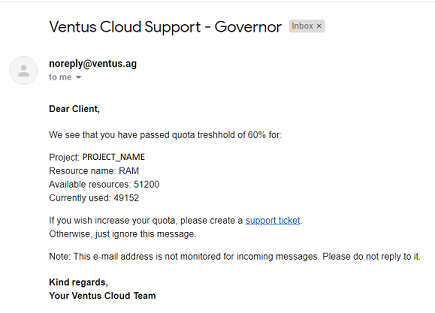 Ventus Cloud Support - Governor Inbox ×
noreply@ventus.ag
to me
Dear Client,
We see that you have passed quota treshhold of 60% for:
Project: PROJECT_NAME
Resource name: RAM
Available resources: 51200
Currently used: 49152
If you wish increase your quota, please create a support ticket.
Otherwise, just ignore this message.
Note: This e-mail address is not monitored for incoming messages. Please do not reply to it.
Kind regards,
Your Ventus Cloud Team